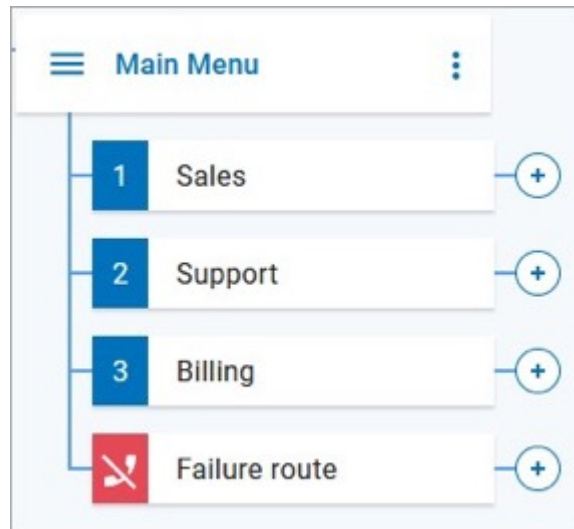 Main Menu
1 Sales
2 Support
3 Billing
Failure route